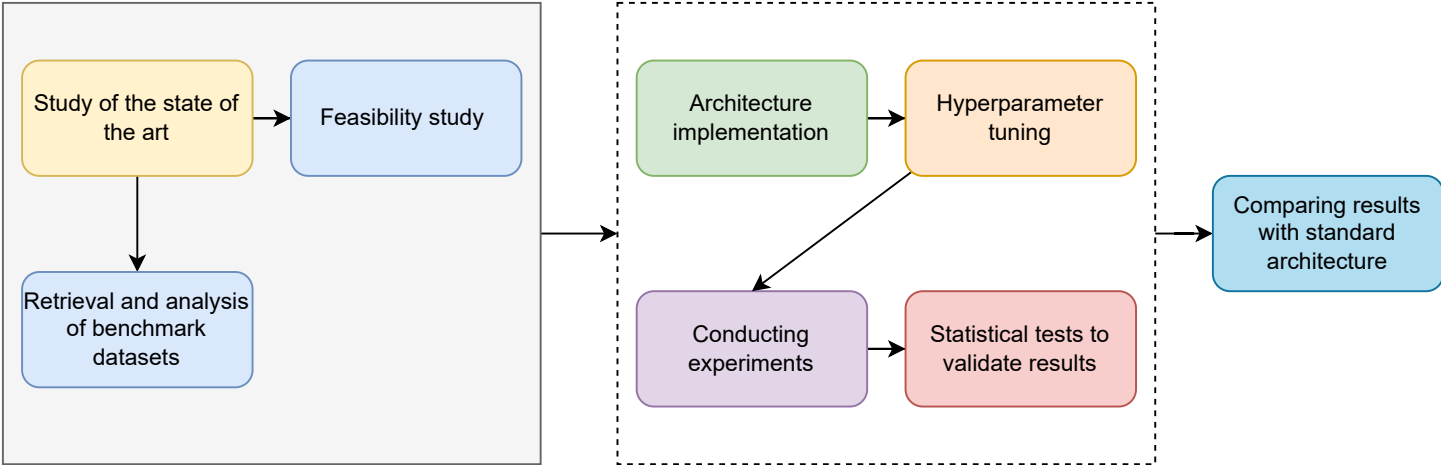 Study of the state of
the art
Feasibility study
Retrieval and analysis
of benchmark
datasets
Architecture
implementation
Hyperparameter
tuning
Conducting
experiments
Statistical tests to
validate results
Comparing results
with standard
architecture